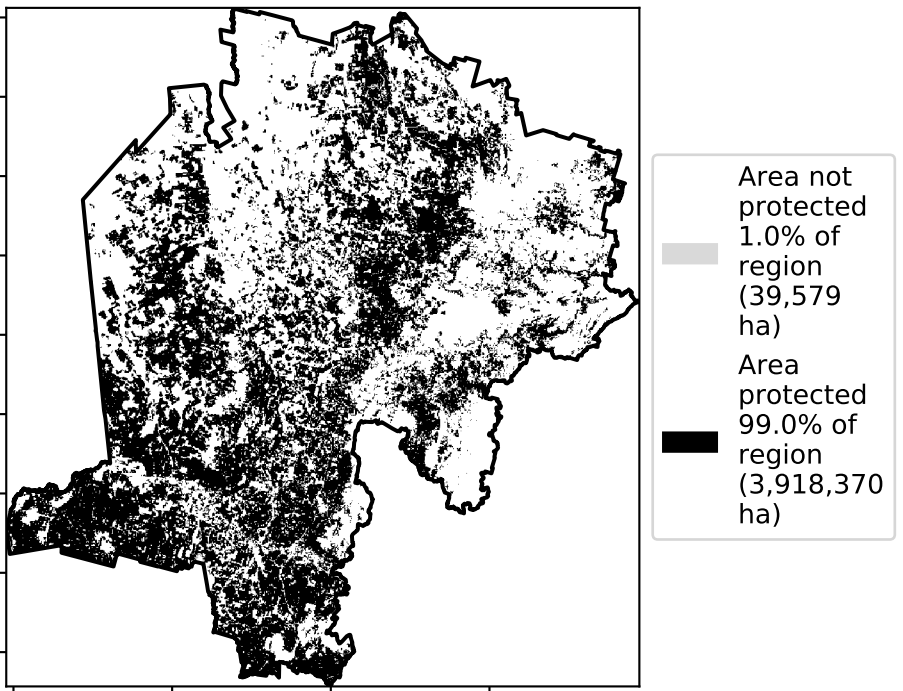 Area not
protected
1.0% of
region
(39,579
ha)
Area
protected
99.0% of
region
(3,918,370
ha)